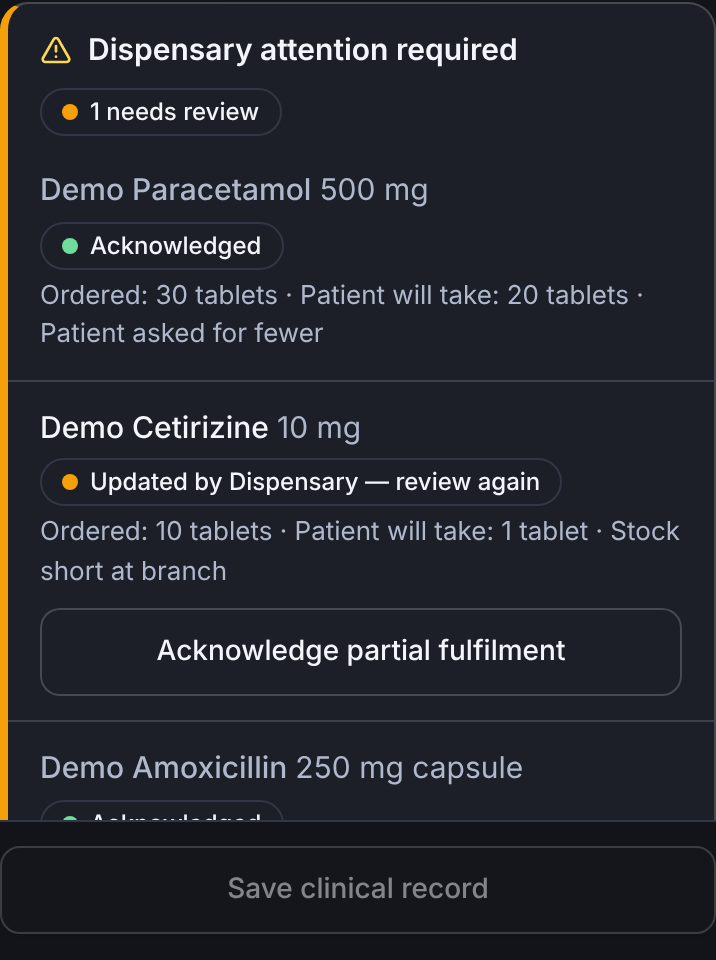 Dispensary attention required
1 needs review
Demo Paracetamol 500 mg
Acknowledged
Ordered: 30 tablets · Patient will take: 20 tablets ·
Patient asked for fewer
Demo Cetirizine 10 mg
Updated by Dispensary — review again
Ordered: 10 tablets · Patient will take: 1 tablet · Stock
short at branch
Acknowledge partial fulfilment
Demo Amoxicillin 250 mg capsule
Acknowledged
Save clinical record